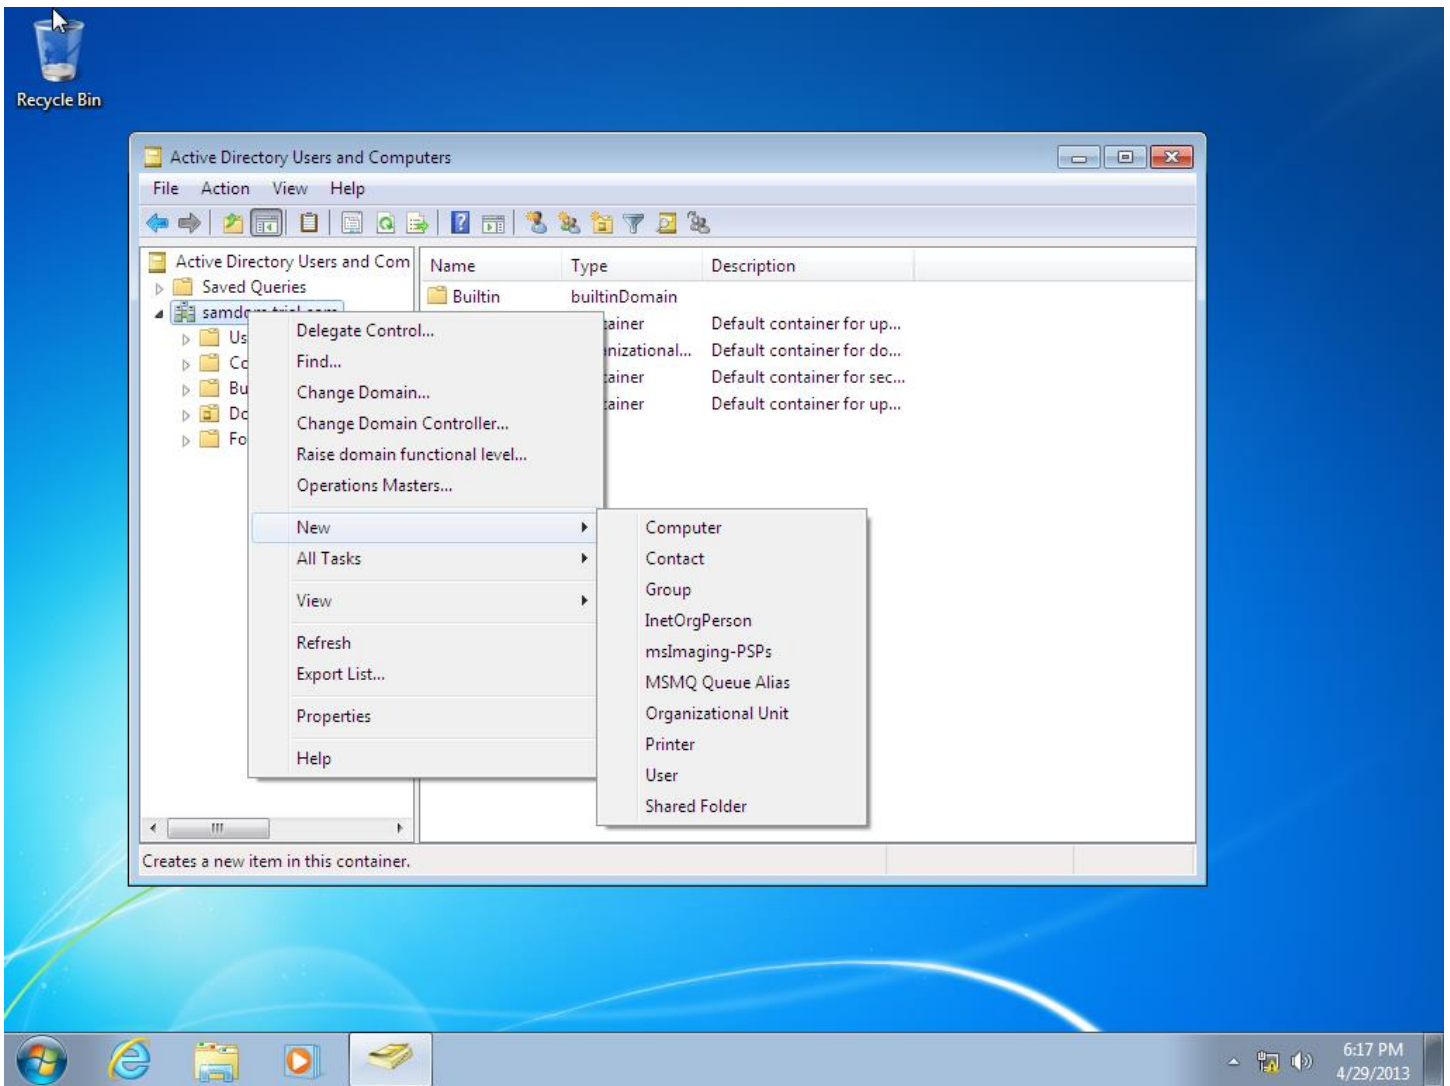 Recycle Bin
Active Directory Users and Computers
File Action View Help
Active Directory Users and Com
Name Type Description
Saved Queries
Builtin builtinDomain
Default container for up...
Default container for do...
Default container for sec...
Default container for up...
Delegate Control...
Find...
Change Domain...
Change Domain Controller...
Raise domain functional level...
Operations Masters...
New
All Tasks
View
Refresh
Export List...
Properties
Help
Computer
Contact
Group
InetOrgPerson
msImaging-PSPs
MSMQ Queue Alias
Organizational Unit
Printer
User
Shared Folder
Creates a new item in this container.
6:17 PM
4/29/2013